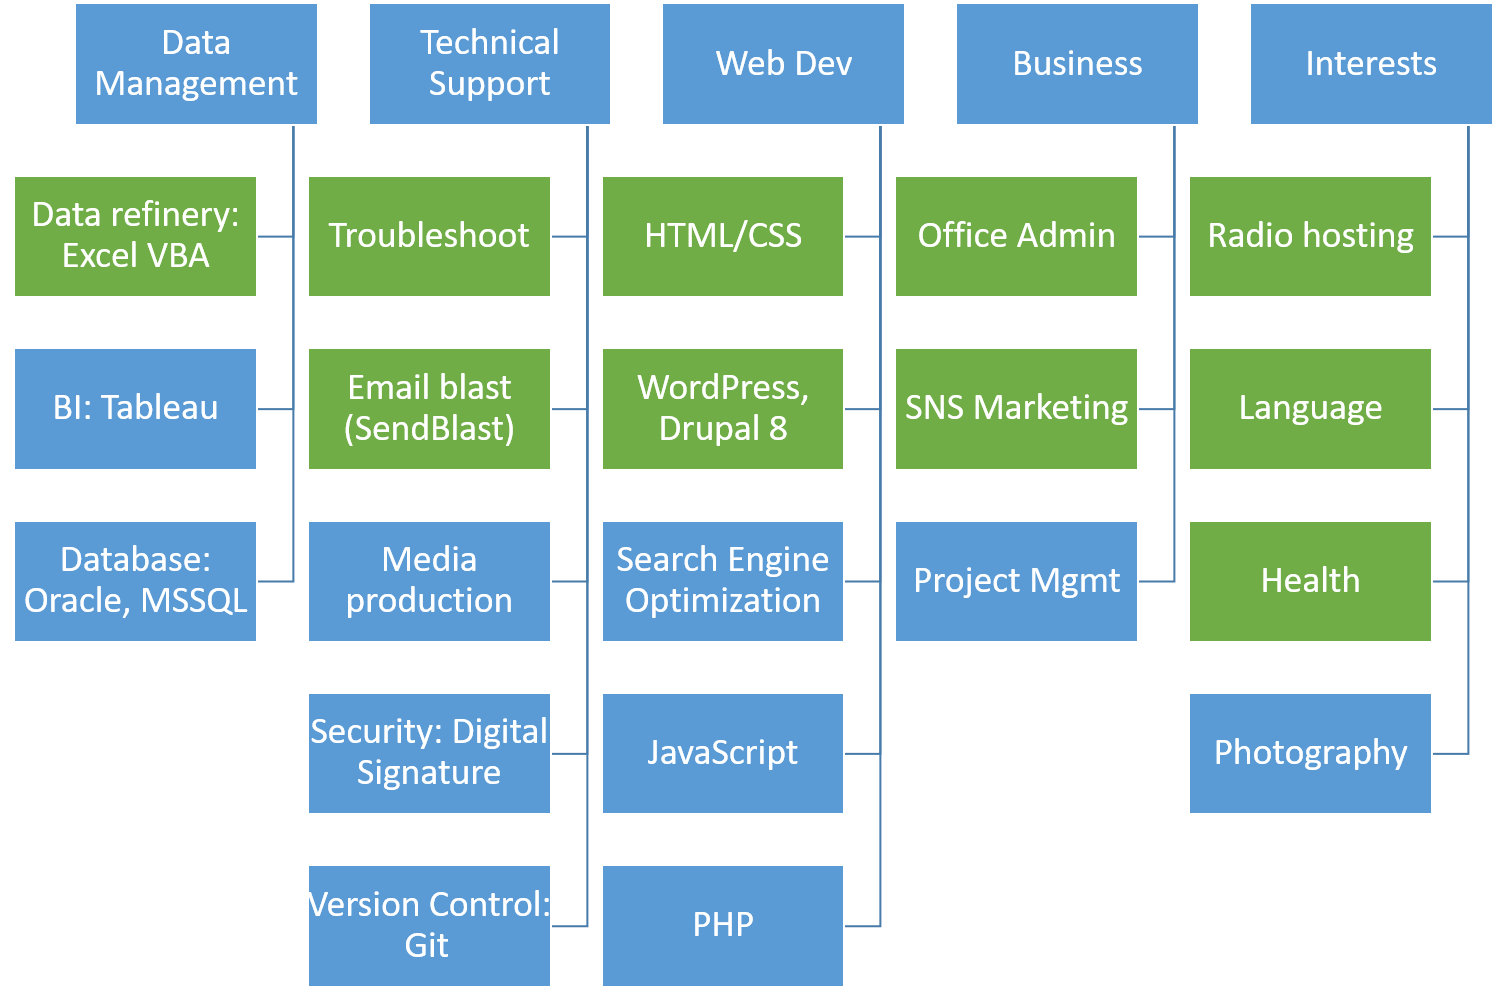 Data
Management
Technical
Support
Web Dev
Business
Interests
Data refinery:
Excel VBA
Troubleshoot
HTML/CSS
Office Admin
Radio hosting
BI: Tableau
Email blast
(SendBlast)
WordPress,
Drupal 8
SNS Marketing
Language
Database:
Oracle, MSSQL
Media
production
Search Engine
Optimization
Project Mgmt
Health
Security: Digital
Signature
JavaScript
Photography
Version Control:
Git
PHP